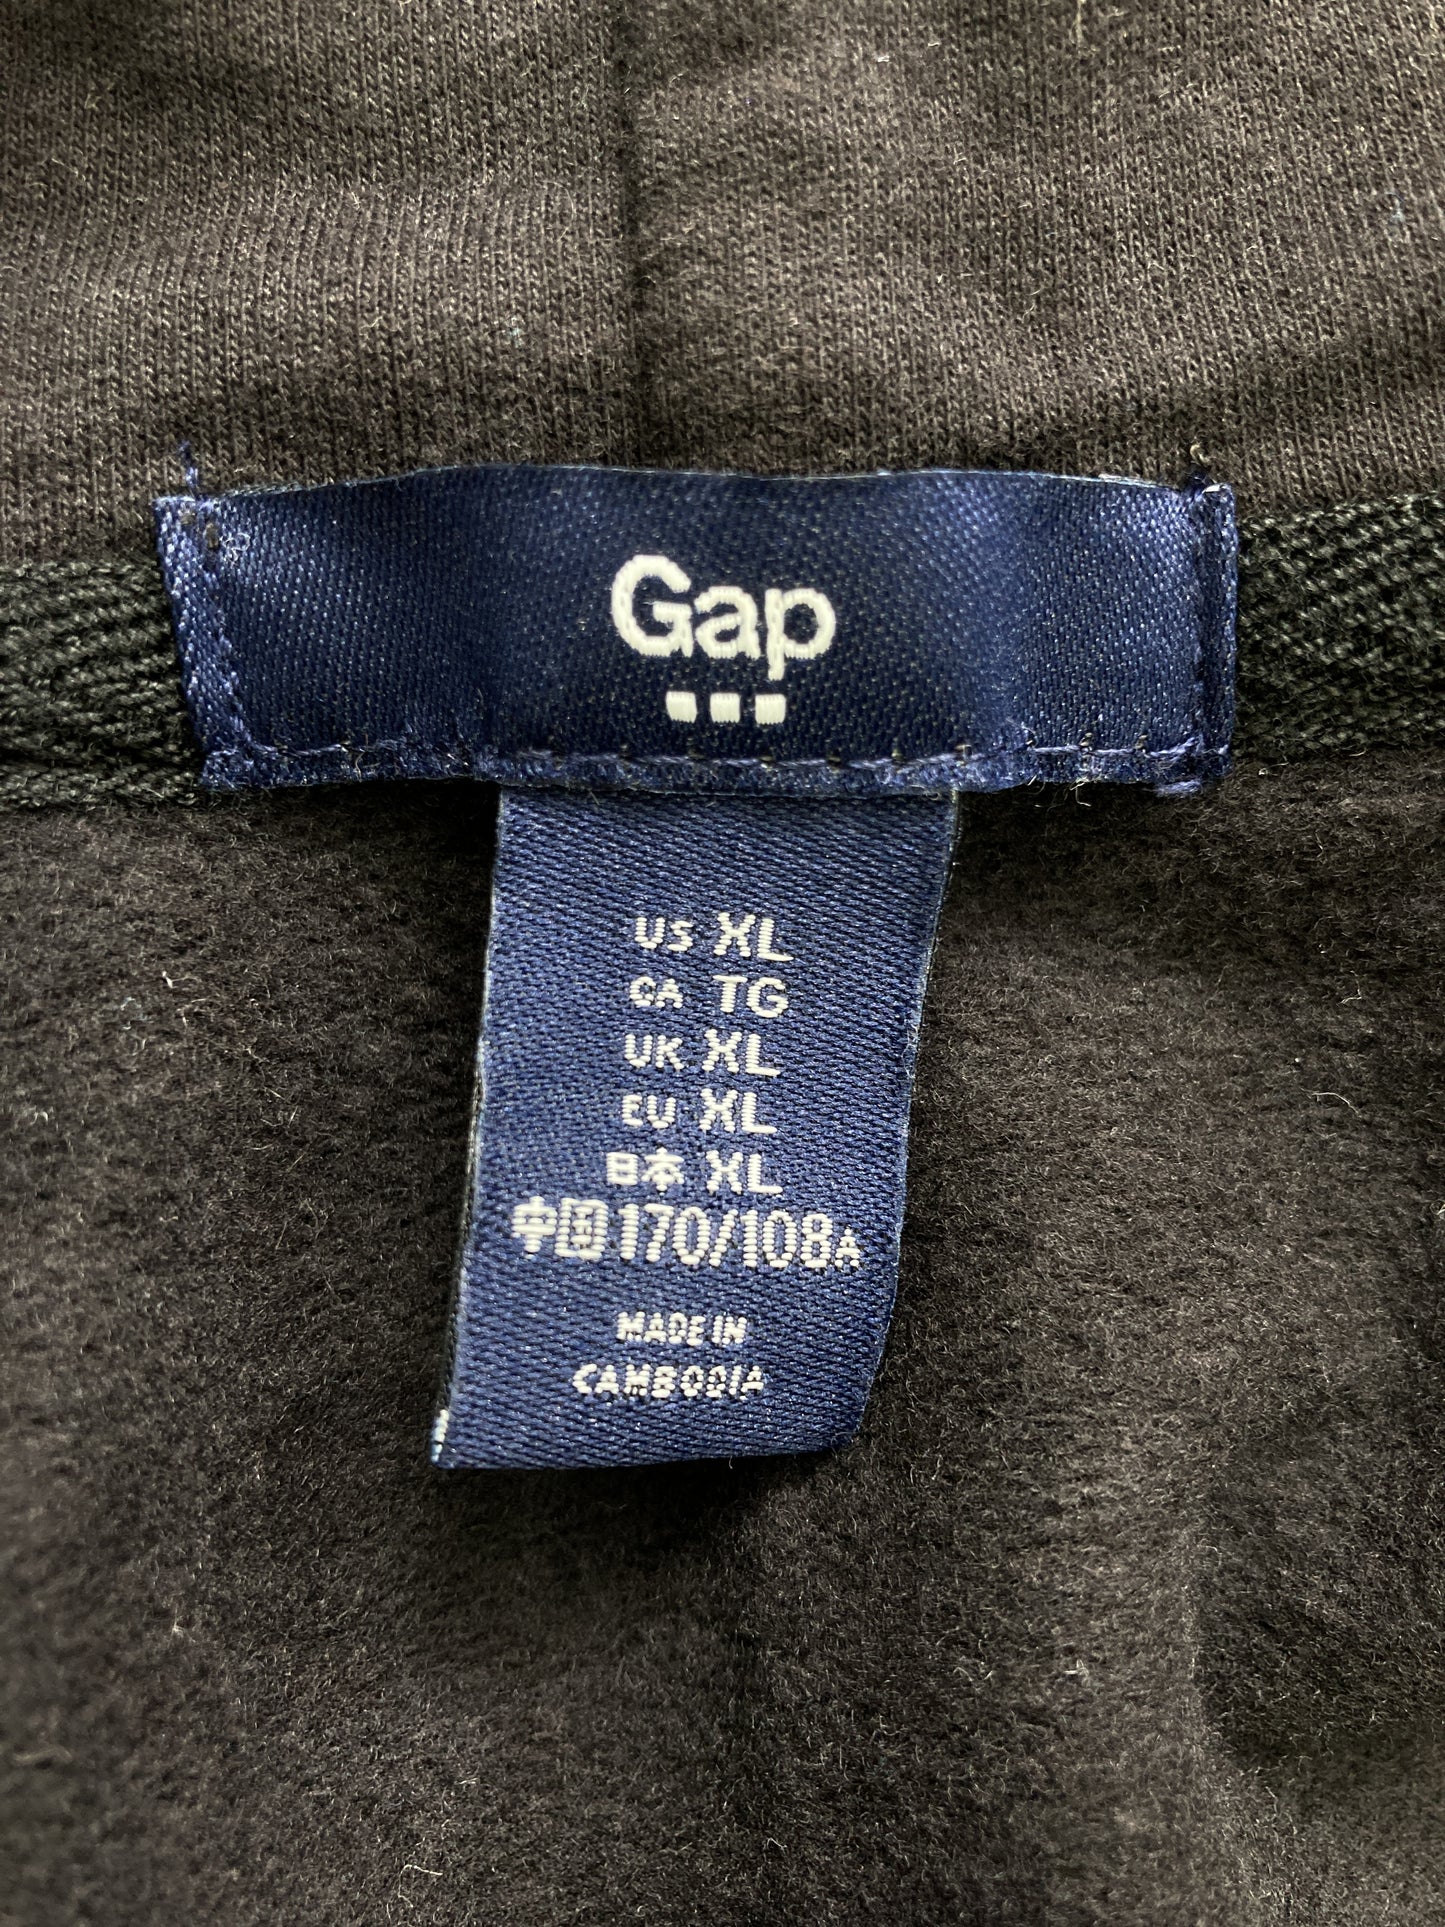 Gap
US XL
CA TG
UK XL
EU XL
日本 XL
中国 170/108A
MADE IN
CAMBODIA